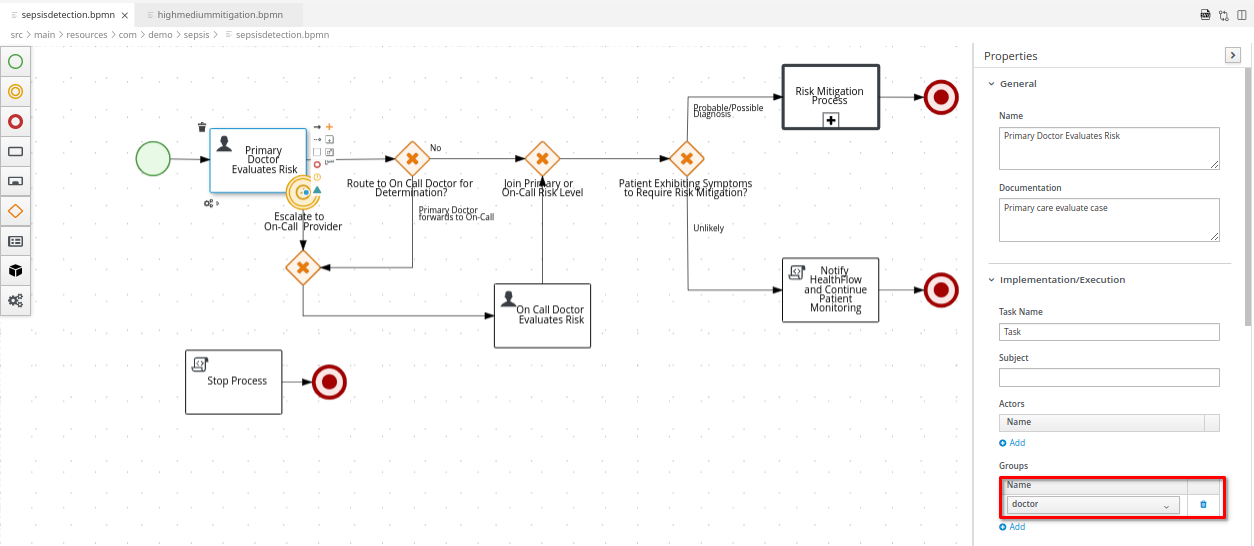 sepsisdetection.bpmn
highmediummitigation.bpmn
src > main > resources > com > demo > sepsis > sepsisdetection.bpmn
Primary
Doctor
Evaluates Risk
Escalate to
On-Call Provider
Route to On Call Doctor for
Determination?
No
Primary Doctor
forwards to On-Call
Join Primary or
On-Call Risk Level
Patient Exhibiting Symptoms
to Require Risk Mitigation?
Probable/Possible
Diagnosis
Unlikely
Risk Mitigation
Process
Notify
HealthFlow
and Continue
Patient
Monitoring
On Call Doctor
Evaluates Risk
Stop Process
Properties
General
Name
Primary Doctor Evaluates Risk
Documentation
Primary care evaluate case
Implementation/Execution
Task Name
Task
Subject
Actors
Name
Add
Groups
Name
doctor
Add